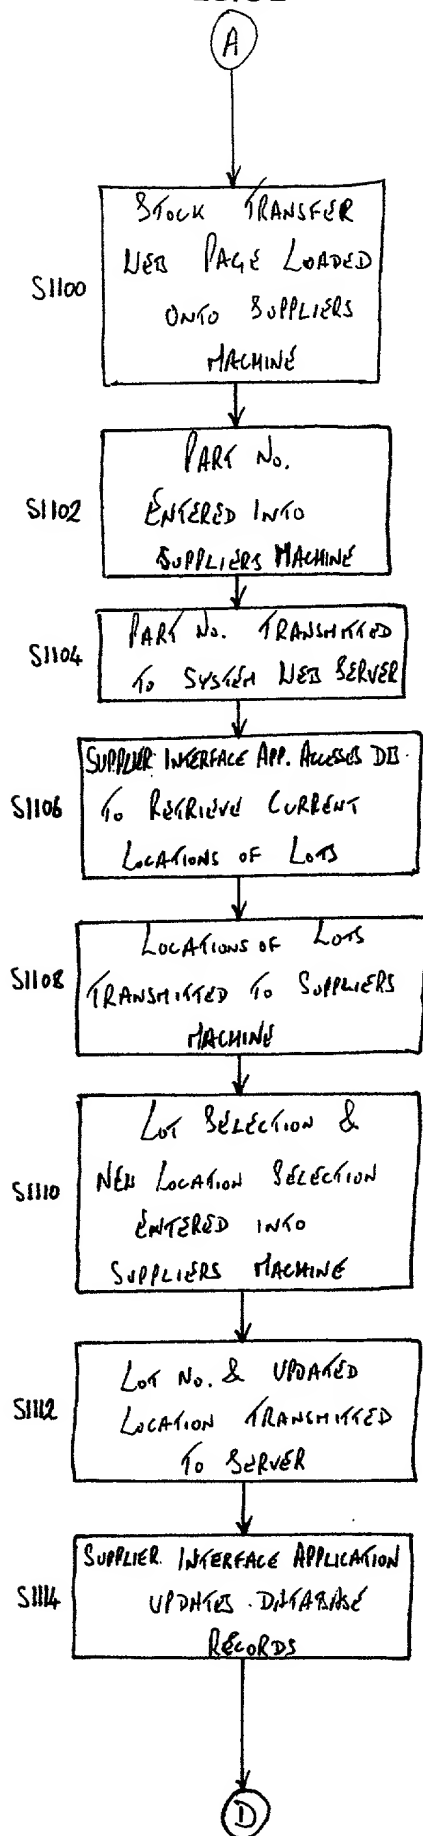 A
STOCK TRANSFER
WEB PAGE LOADED
ONTO SUPPLIERS
MACHINE
S1100
PART NO.
ENTERED INTO
SUPPLIERS MACHINE
S1102
PART NO. TRANSMITTED
TO SYSTEM WEB SERVER
S1104
SUPPLIER INTERFACE APP. ACCESSES DB
TO RETRIEVE CURRENT
LOCATIONS OF LOTS
S1106
LOCATIONS OF LOTS
TRANSMITTED TO SUPPLIERS
MACHINE
S1108
LOT SELECTION &
NEW LOCATION SELECTION
ENTERED INTO
SUPPLIERS MACHINE
S1110
LOT NO. & UPDATED
LOCATION TRANSMITTED
TO SERVER
S1112
SUPPLIER INTERFACE APPLICATION
UPDATES DATABASE
RECORDS
S1114
D